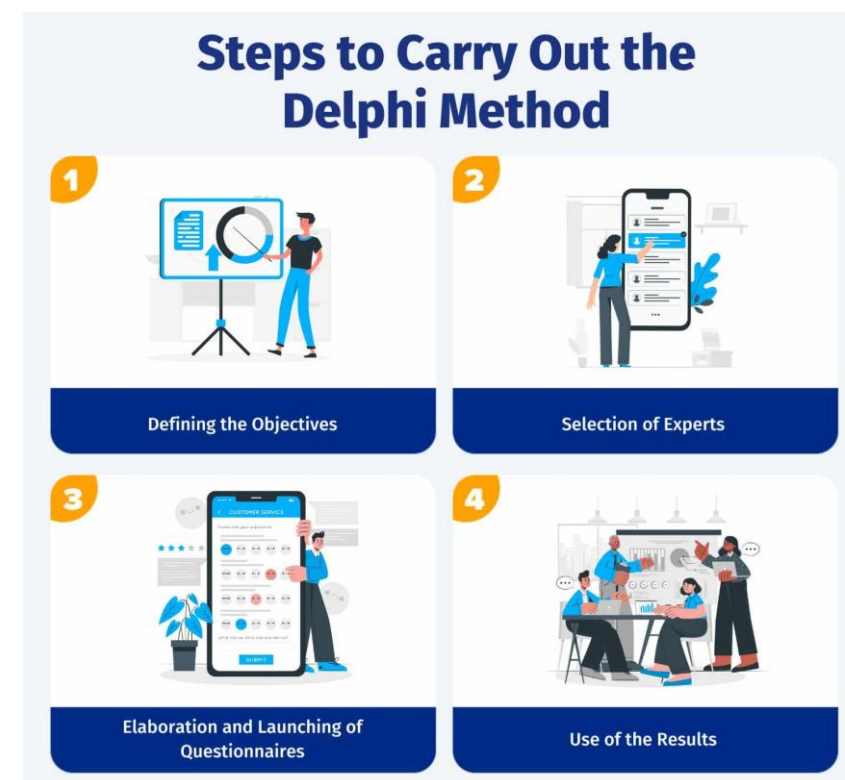 Steps to Carry Out the
Delphi Method
1
2
Defining the Objectives
Selection of Experts
3
CUSTOMER SERVICE
SUBMIT
4
Elaboration and Launching of
Questionnaires
Use of the Results